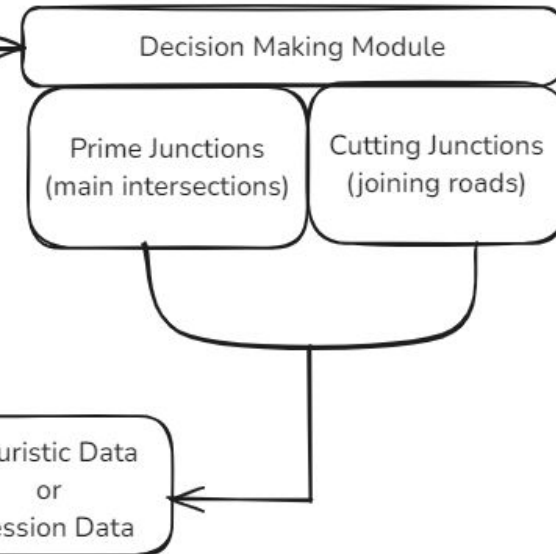 Decision Making Module
Prime Junctions
(main intersections)
Cutting Junctions
(joining roads)
Data
or
Data